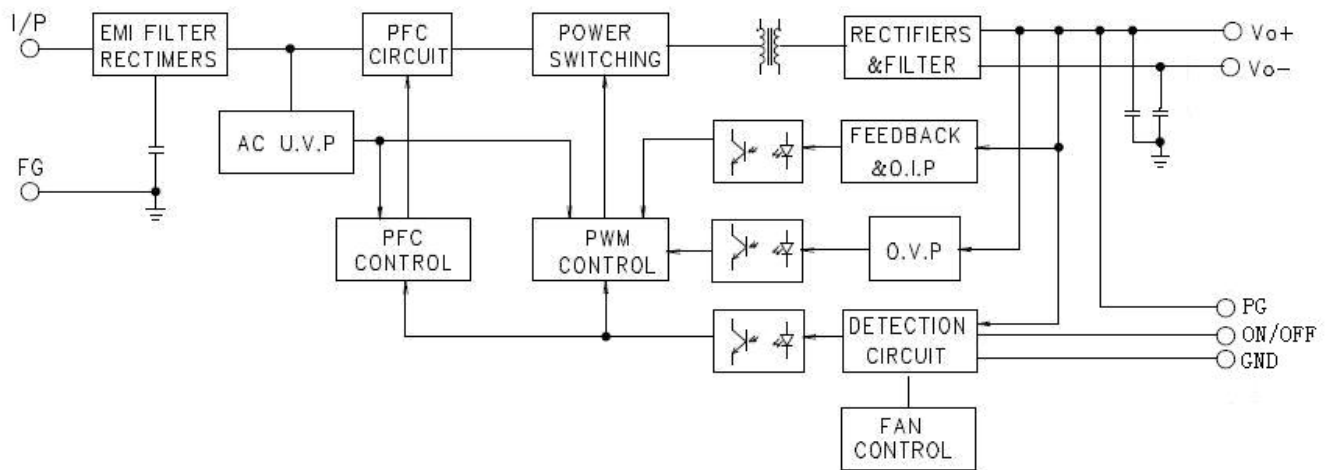 I/P
EMI FILTER
RECTIMERS
PFC
CIRCUIT
POWER
SWITCHING
RECTIFIERS
&FILTER
Vo+
Vo-
AC U.V.P
FEEDBACK
&O.I.P
FG
PFC
CONTROL
PWM
CONTROL
O.V.P
DETECTION
CIRCUIT
PG
ON/OFF
GND
FAN
CONTROL